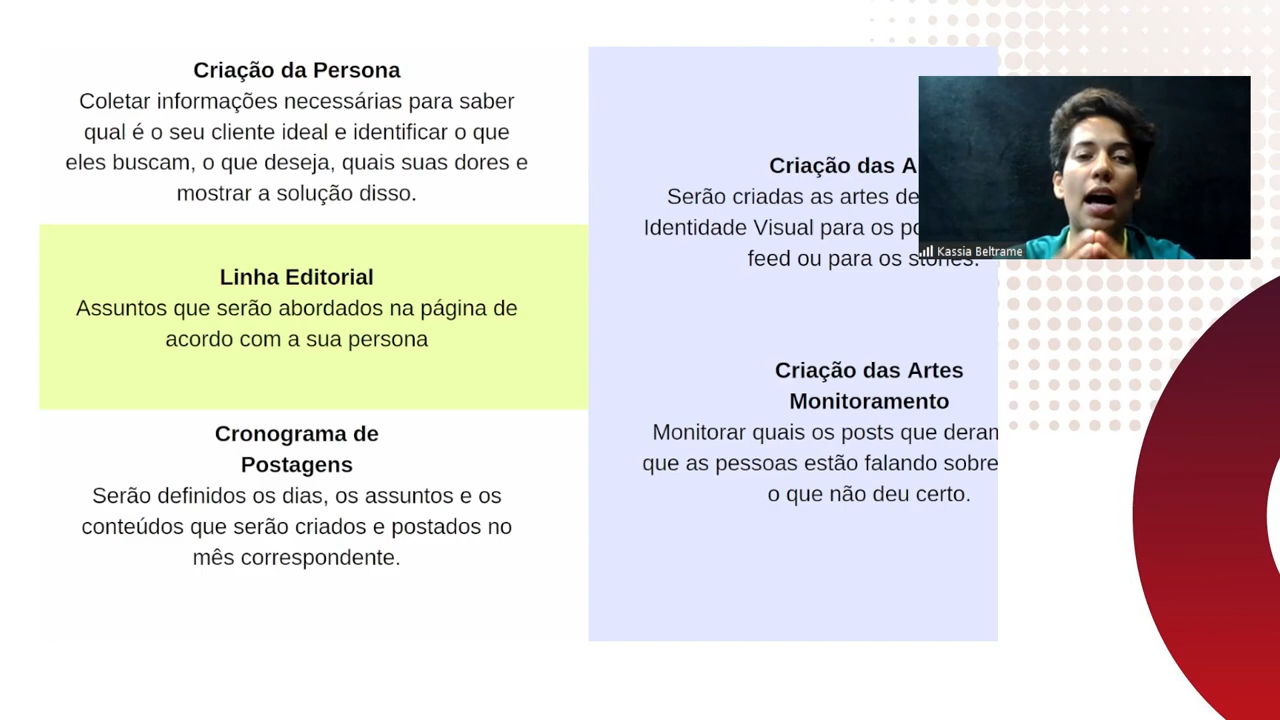 Criação da Persona
Coletar informações necessárias para saber
qual é o seu cliente ideal e identificar o que
eles buscam, o que deseja, quais suas dores e
mostrar a solução disso.
Linha Editorial
Assuntos que serão abordados na página de
acordo com a sua persona
Cronograma de
Postagens
Serão definidos os dias, os assuntos e os
conteúdos que serão criados e postados no
mês correspondente.
Criação das
Serão criadas as artes de
Identidade Visual para os
feed ou para os stories.
Criação das Artes
Monitoramento
Monitorar quais os posts que
que as pessoas estão falando sobre
o que não deu certo.
Kassia Beltrame